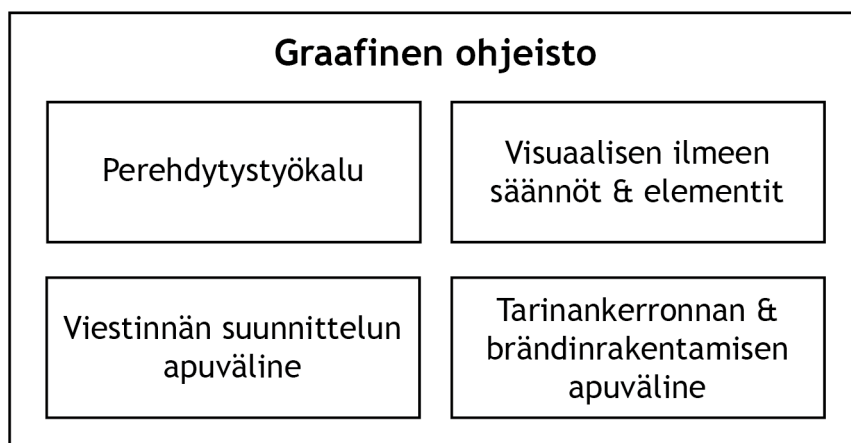 Graafinen ohjeisto
Perehdytystyökalu
Visuaalisen ilmeen
säännöt & elementit
Viestinnän suunnittelun
apuväline
Tarinankerronnan &
brändinrakentamisen
apuväline